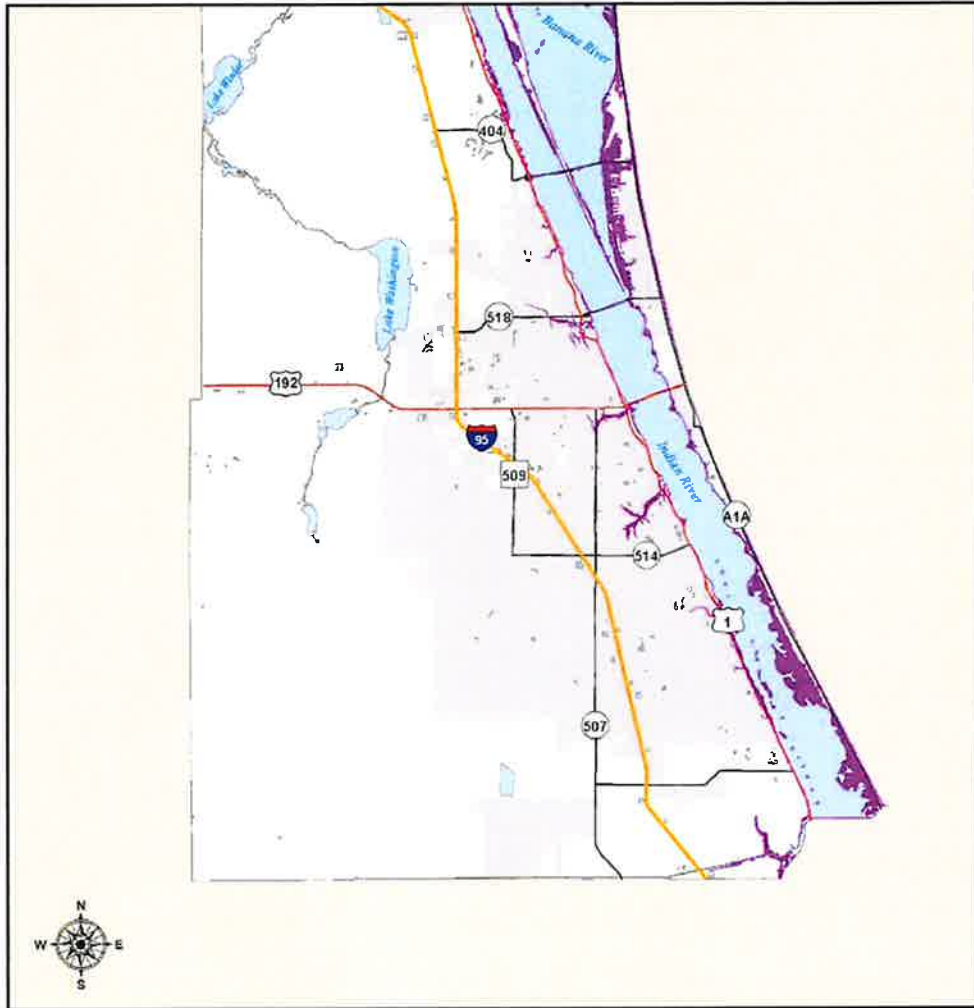 Banana River
Lake Winder
404
Lake Washington
518
192
95
Indian River
509
A1A
514
1
507
N
W E
S